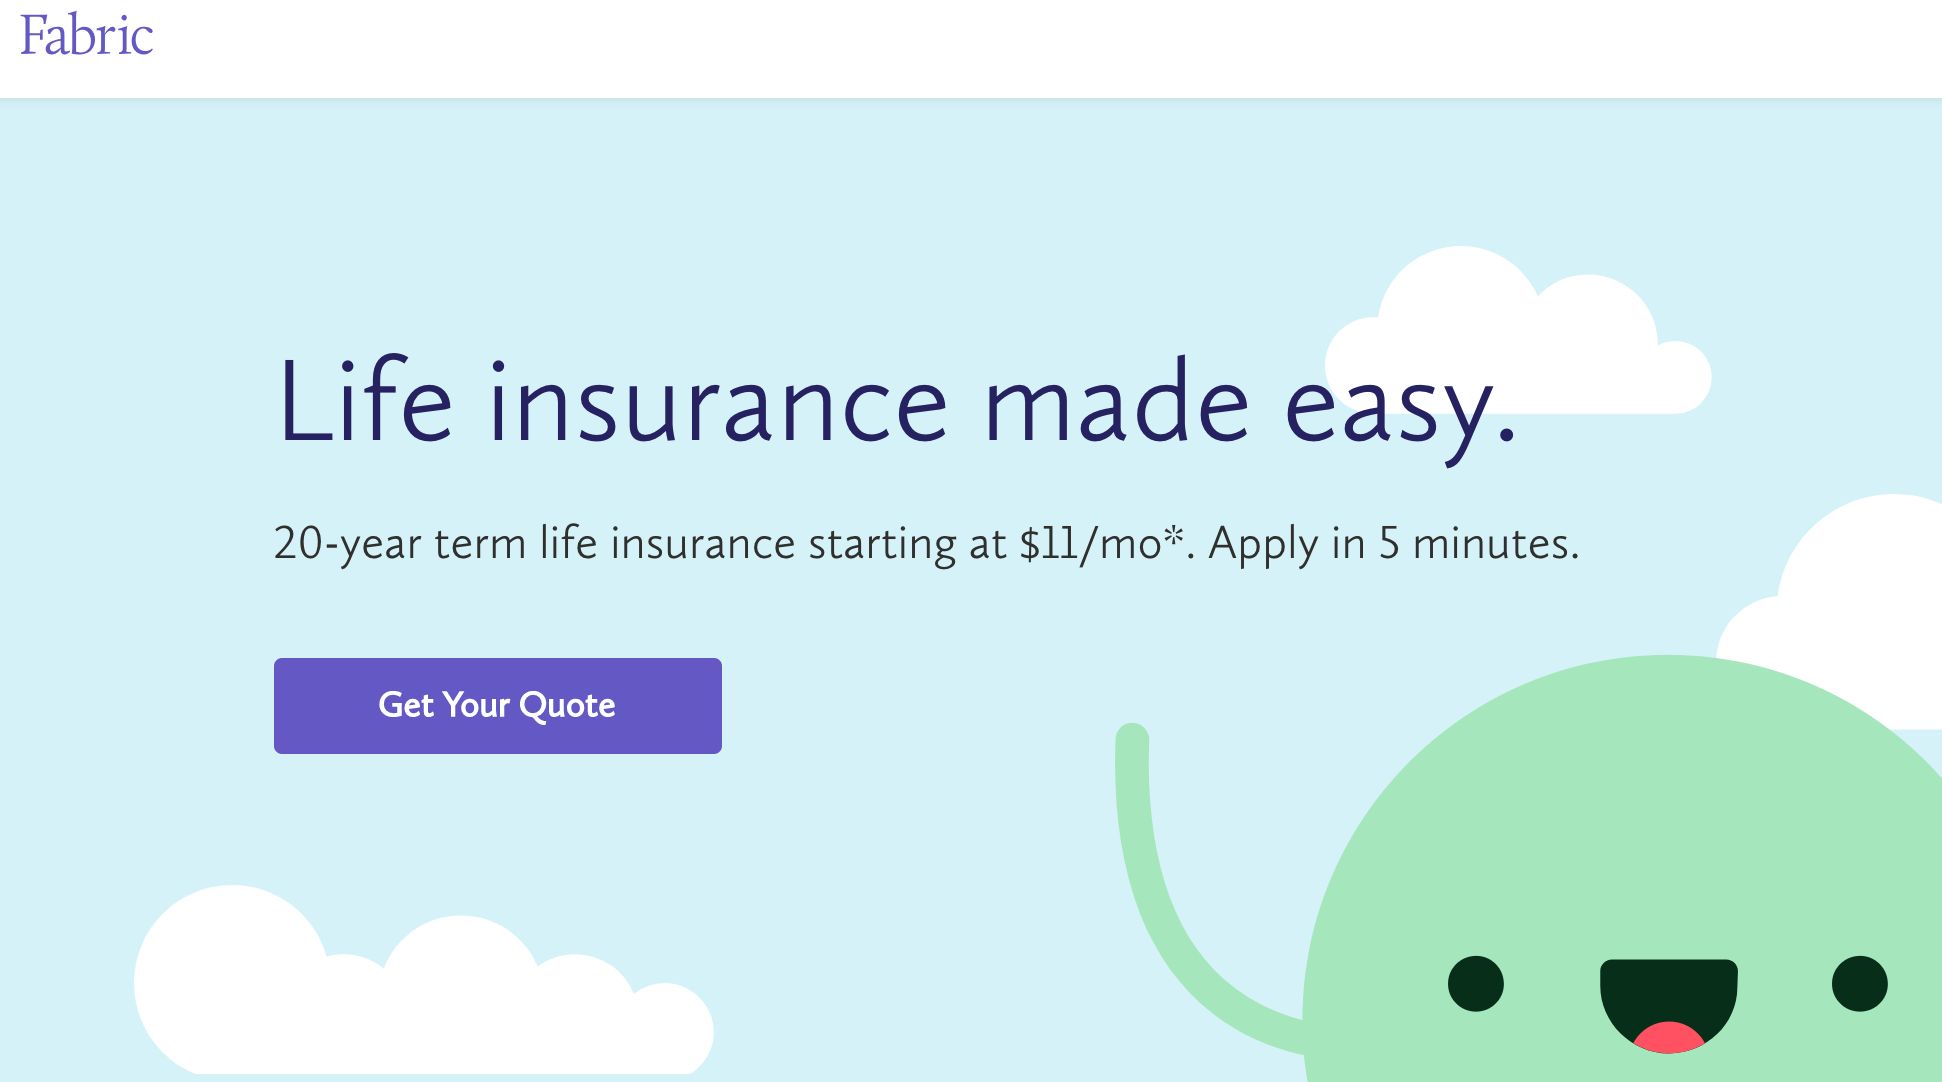 Fabric
Life insurance made easy.
20-year term life insurance starting at $11/mo*. Apply in 5 minutes.
Get Your Quote